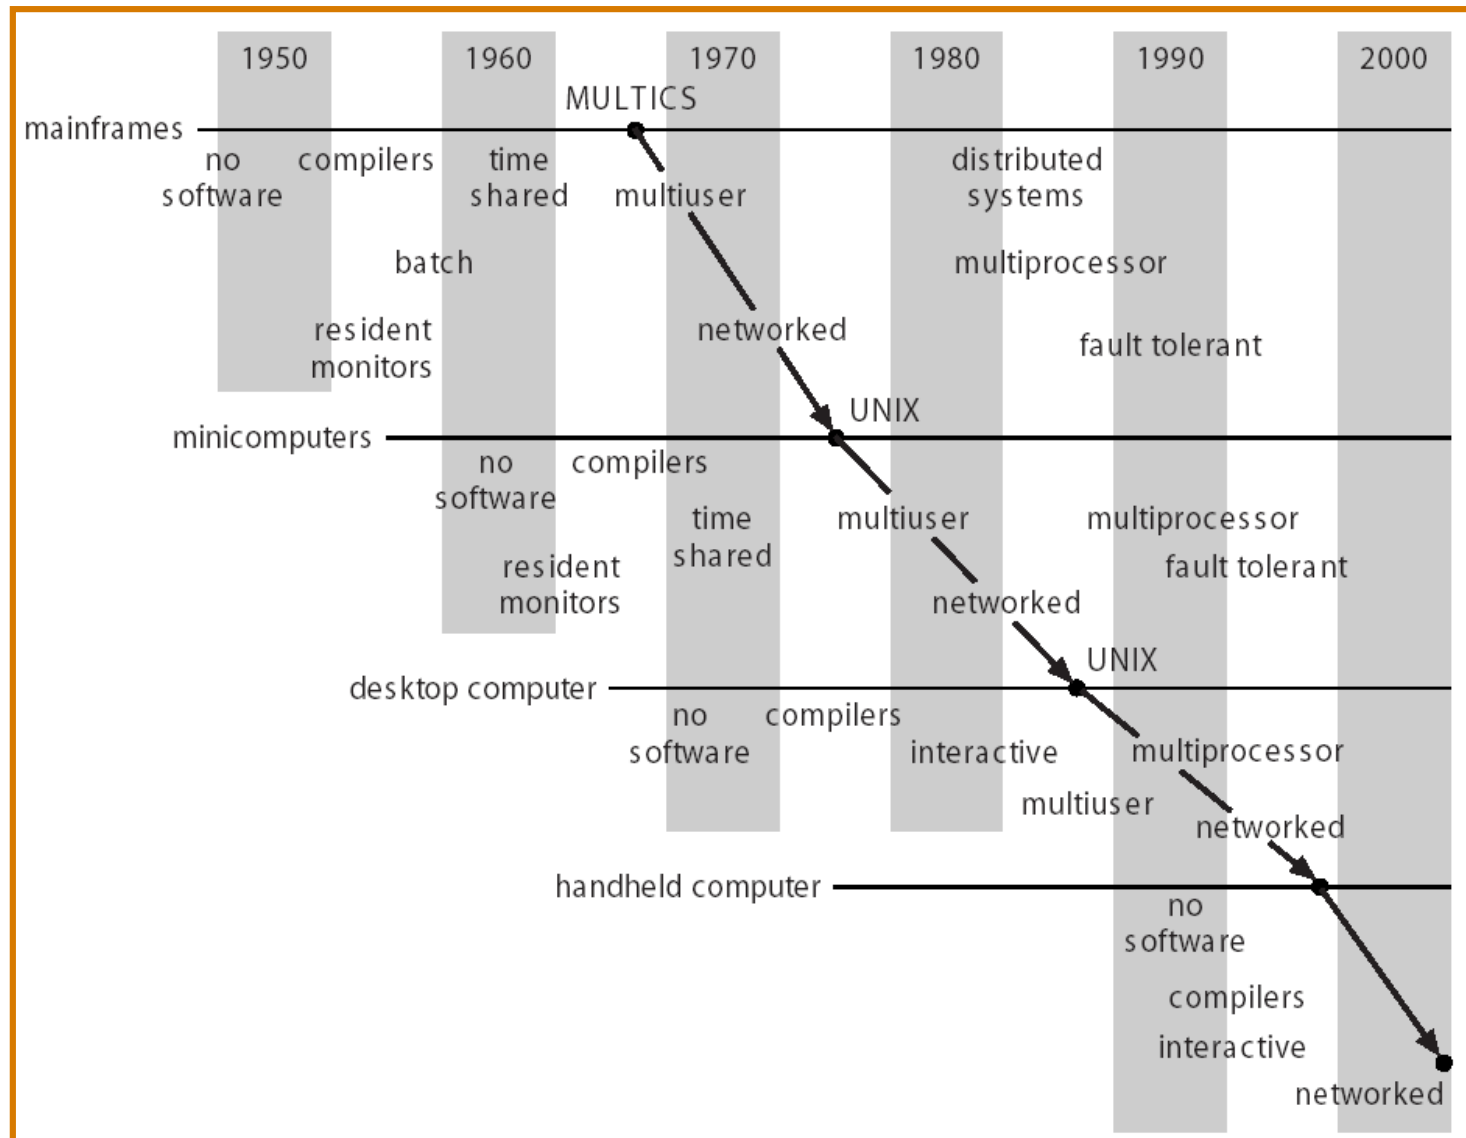 1950 1960 1970 1980 1990 2000
MULTICS
mainframes
no compilers time distributed
software shared multiuser systems
batch multiprocessor
resident networked
monitors fault tolerant
UNIX
minicomputers
no compilers
software
time multiuser multiprocessor
shared
resident fault tolerant
monitors networked
UNIX
desktop computer
no compilers
software interactive multiprocessor
multiuser
networked
handheld computer
no
software
compilers
interactive
networked